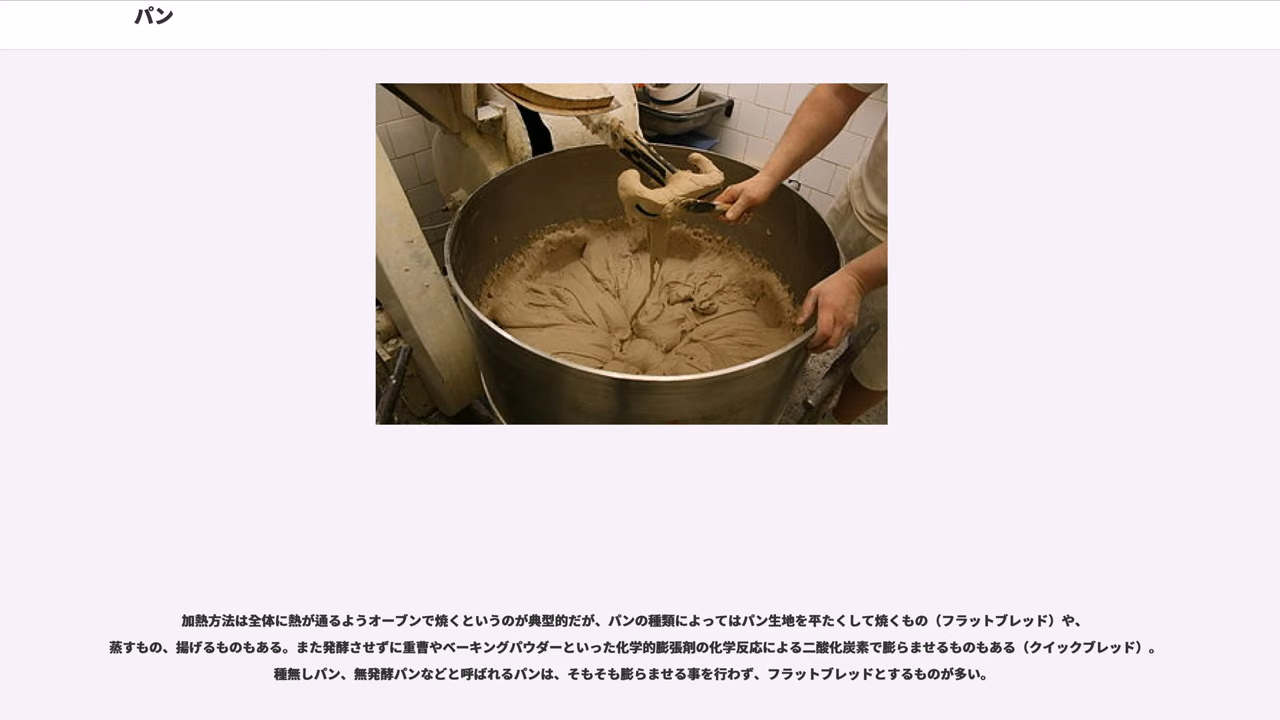 パン
加熱方法は全体に熱が通るようオーブンで焼くというのが典型的だが、パンの種類によってはパン生地を平たくして焼くもの（フラットブレッド）や、
蒸すもの、揚げるものもある。また発酵させずに重曹やベーキングパウダーといった化学的膨張剤の化学反応による二酸化炭素で膨らませるものもある（クイックブレッド）。
種無しパン、無発酵パンなどと呼ばれるパンは、そもそも膨らませる事を行わず、フラットブレッドとするものが多い。